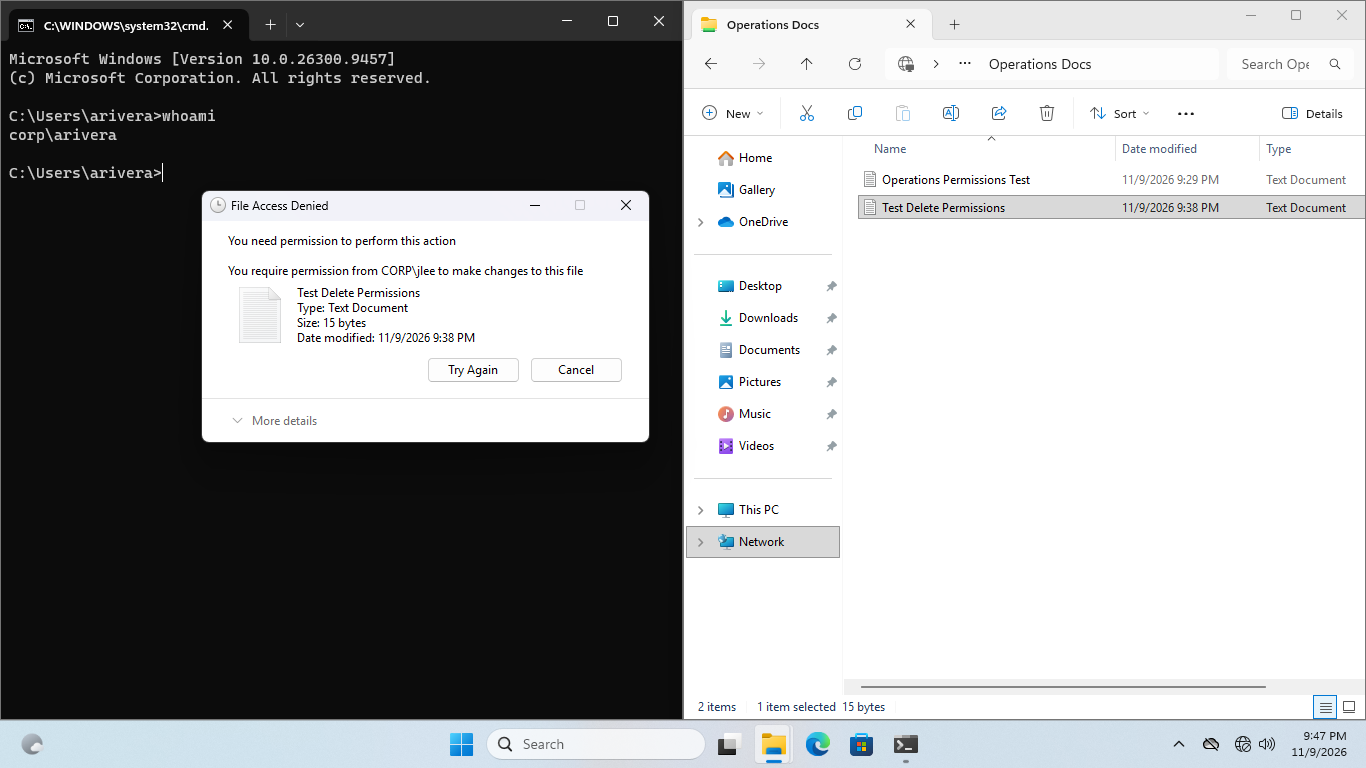 C:\WINDOWS\system32\cmd.
Microsoft Windows [Version 10.0.26300.9457]
(c) Microsoft Corporation. All rights reserved.
C:\Users\arivera>whoami
corp\arivera
C:\Users\arivera>
File Access Denied
You need permission to perform this action
You require permission from CORP\jlee to make changes to this file
Test Delete Permissions
Type: Text Document
Size: 15 bytes
Date modified: 11/9/2026 9:38 PM
Try Again Cancel
More details
Operations Docs
Operations Docs Search Ope
New Sort Details
Name Date modified Type
Operations Permissions Test 11/9/2026 9:29 PM Text Document
Test Delete Permissions 11/9/2026 9:38 PM Text Document
Home
Gallery
OneDrive
Desktop
Downloads
Documents
Pictures
Music
Videos
This PC
Network
2 items 1 item selected 15 bytes
Search
9:47 PM
11/9/2026